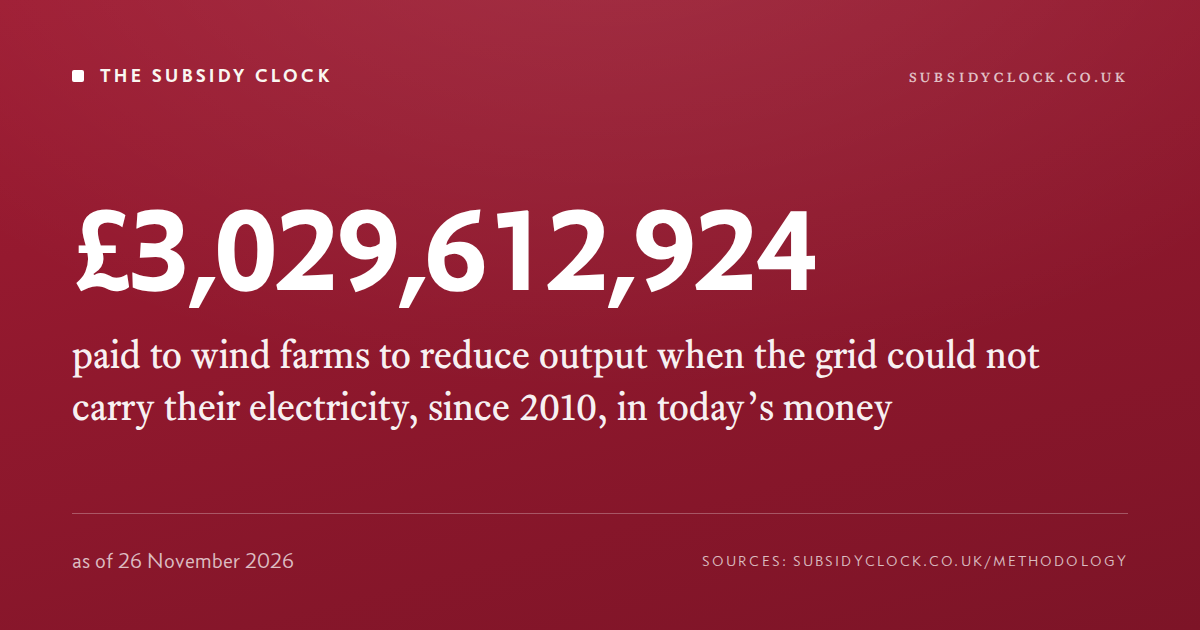 THE SUBSIDY CLOCK
SUBSIDYCLOCK.CO.UK
£3,029,612,924
paid to wind farms to reduce output when the grid could not
carry their electricity, since 2010, in today’s money
as of 26 November 2026
SOURCES: SUBSIDYCLOCK.CO.UK/METHODOLOGY